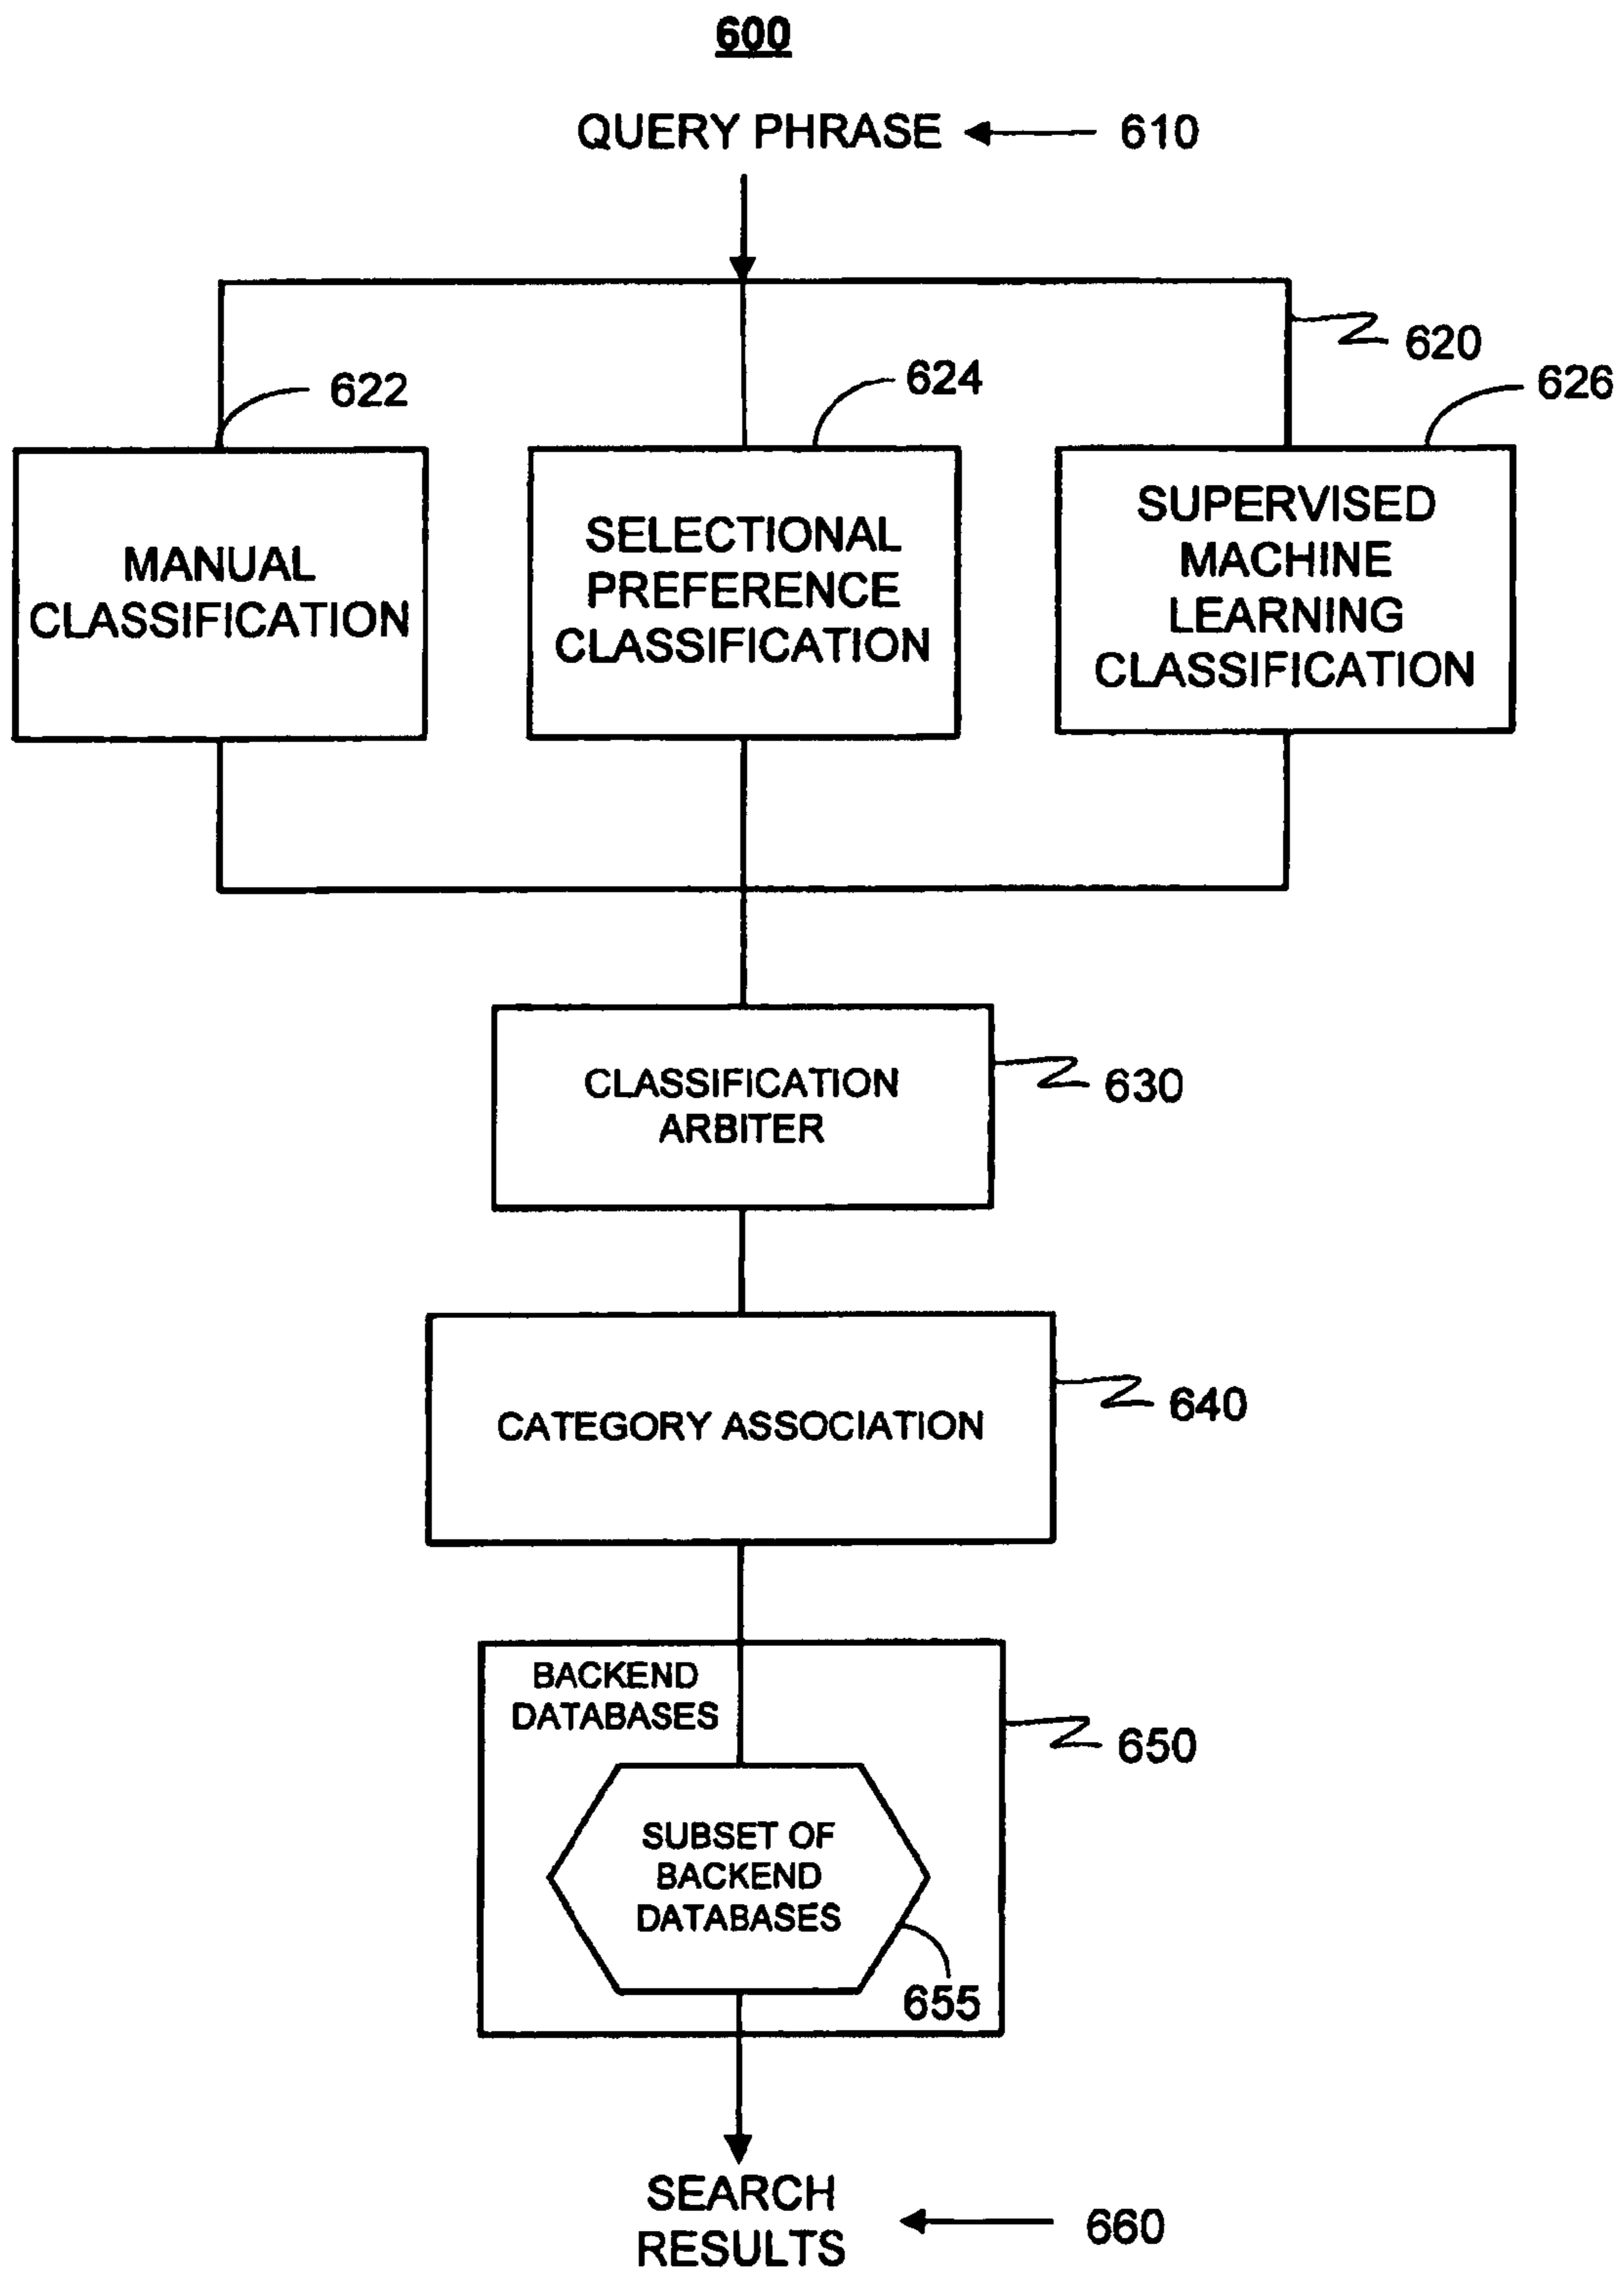 600
QUERY PHRASE
610
620
622
624
626
MANUAL
CLASSIFICATION
SELECTIONAL
PREFERENCE
CLASSIFICATION
SUPERVISED
MACHINE
LEARNING
CLASSIFICATION
CLASSIFICATION
ARBITER
630
CATEGORY ASSOCIATION
640
BACKEND
DATABASES
650
SUBSET OF
BACKEND
DATABASES
655
SEARCH
RESULTS
660